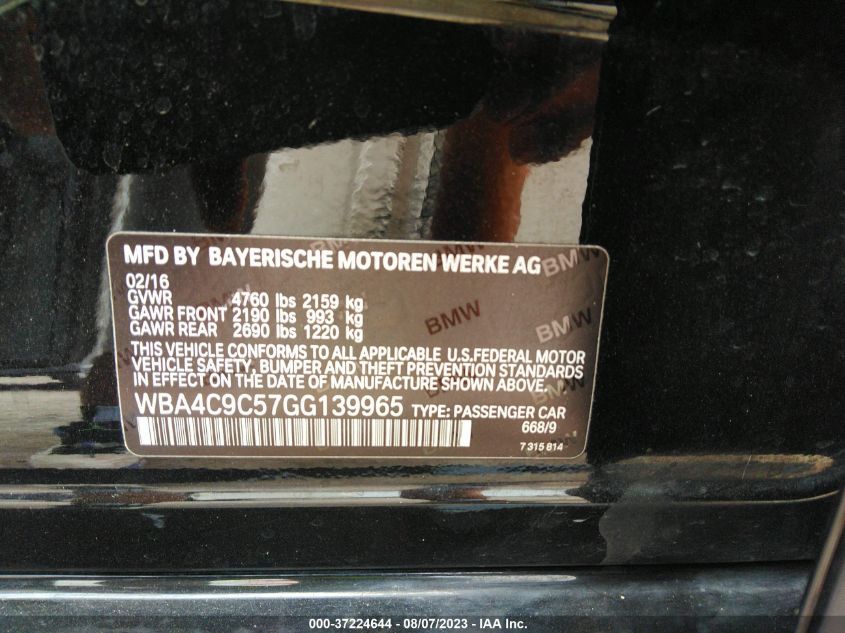 MFD BY BAYERISCHE MOTOREN WERKE AG
BMW
02/16
GVWR 4760 lbs 2159 kg
GAWR FRONT 2190 lbs 993 kg
GAWR REAR 2690 lbs 1220 kg
BMW
BMW
THIS VEHICLE CONFORMS TO ALL APPLICABLE U.S.FEDERAL MOTOR
VEHICLE SAFETY, BUMPER AND THEFT PREVENTION STANDARDS
IN EFFECT ON THE DATE OF MANUFACTURE SHOWN ABOVE.
WBA4C9C57GG139965 TYPE: PASSENGER CAR
668/9
7 315 814
000-37224644 — 08/07/2023 - IAA Inc.